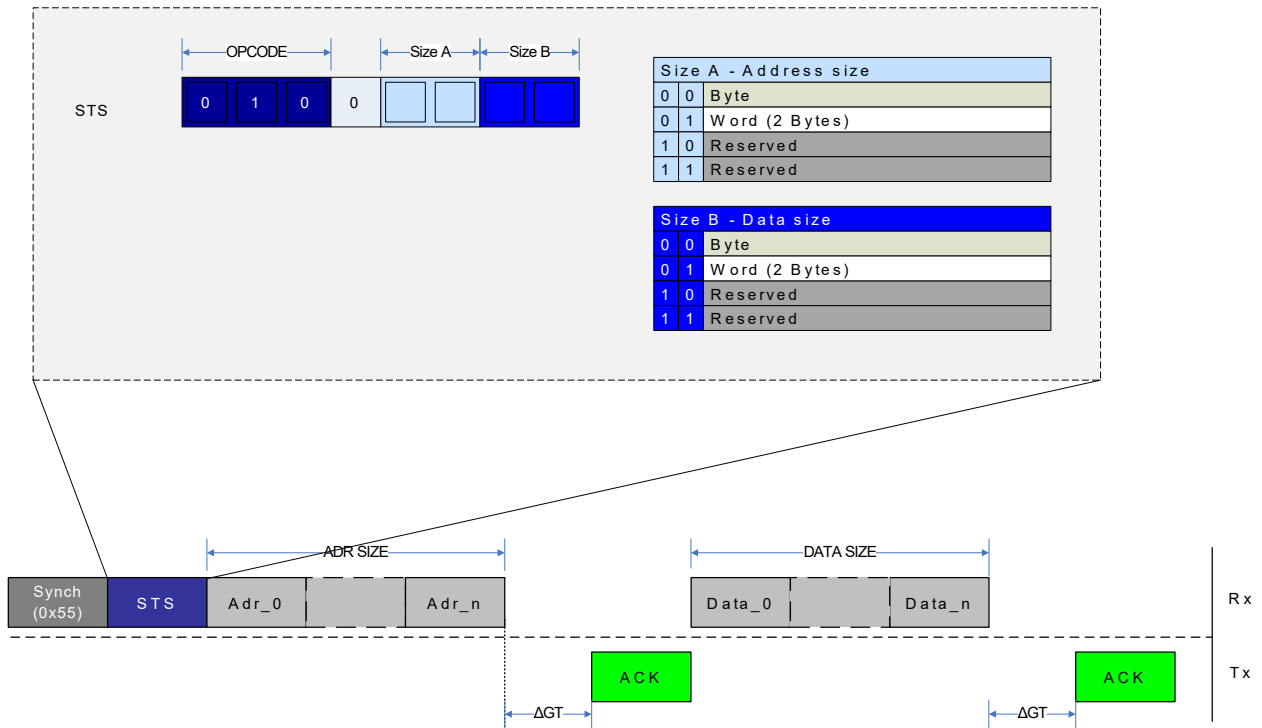 OPCODE Size A Size B
STS 0 1 0 0
Size A - Address size
0 0 Byte
0 1 Word (2 Bytes)
1 0 Reserved
1 1 Reserved
Size B - Data size
0 0 Byte
0 1 Word (2 Bytes)
1 0 Reserved
1 1 Reserved
ADR SIZE DATA SIZE
Synch
(0x55)
STS Adr_0 Adr_n Data_0 Data_n Rx
ACK ACK Tx
ΔGT ΔGT